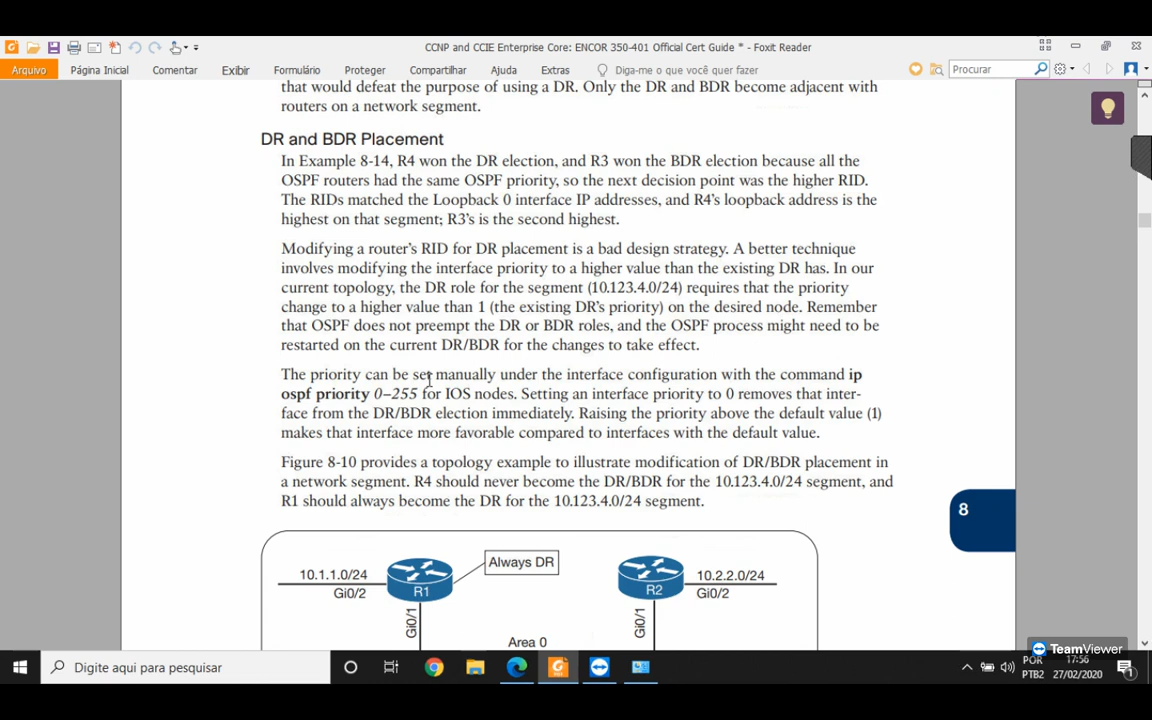 CCNP and CCIE Enterprise Core: ENCOR 350-401 Official Cert Guide * - Foxit Reader
Arquivo Página Inicial Comentar Exibir Formulário Proteger Compartilhar Ajuda Extras Diga-me o que você quer fazer Procurar
that would defeat the purpose of using a DR. Only the DR and BDR become adjacent with
routers on a network segment.
DR and BDR Placement
In Example 8-14, R4 won the DR election, and R3 won the BDR election because all the
OSPF routers had the same OSPF priority, so the next decision point was the higher RID.
The RIDs matched the Loopback 0 interface IP addresses, and R4's loopback address is the
highest on that segment; R3's is the second highest.
Modifying a router's RID for DR placement is a bad design strategy. A better technique
involves modifying the interface priority to a higher value than the existing DR has. In our
current topology, the DR role for the segment (10.123.4.0/24) requires that the priority
change to a higher value than 1 (the existing DR's priority) on the desired node. Remember
that OSPF does not preempt the DR or BDR roles, and the OSPF process might need to be
restarted on the current DR/BDR for the changes to take effect.
The priority can be set manually under the interface configuration with the command ip
ospf priority 0–255 for IOS nodes. Setting an interface priority to 0 removes that inter-
face from the DR/BDR election immediately. Raising the priority above the default value (1)
makes that interface more favorable compared to interfaces with the default value.
Figure 8-10 provides a topology example to illustrate modification of DR/BDR placement in
a network segment. R4 should never become the DR/BDR for the 10.123.4.0/24 segment, and
R1 should always become the DR for the 10.123.4.0/24 segment.
8
Always DR
10.1.1.0/24
Gi0/2
R1
R2
10.2.2.0/24
Gi0/2
Gi0/1
Gi0/1
Area 0
TeamViewer
Digite aqui para pesquisar
POR
PTB2
17:56
27/02/2020
1